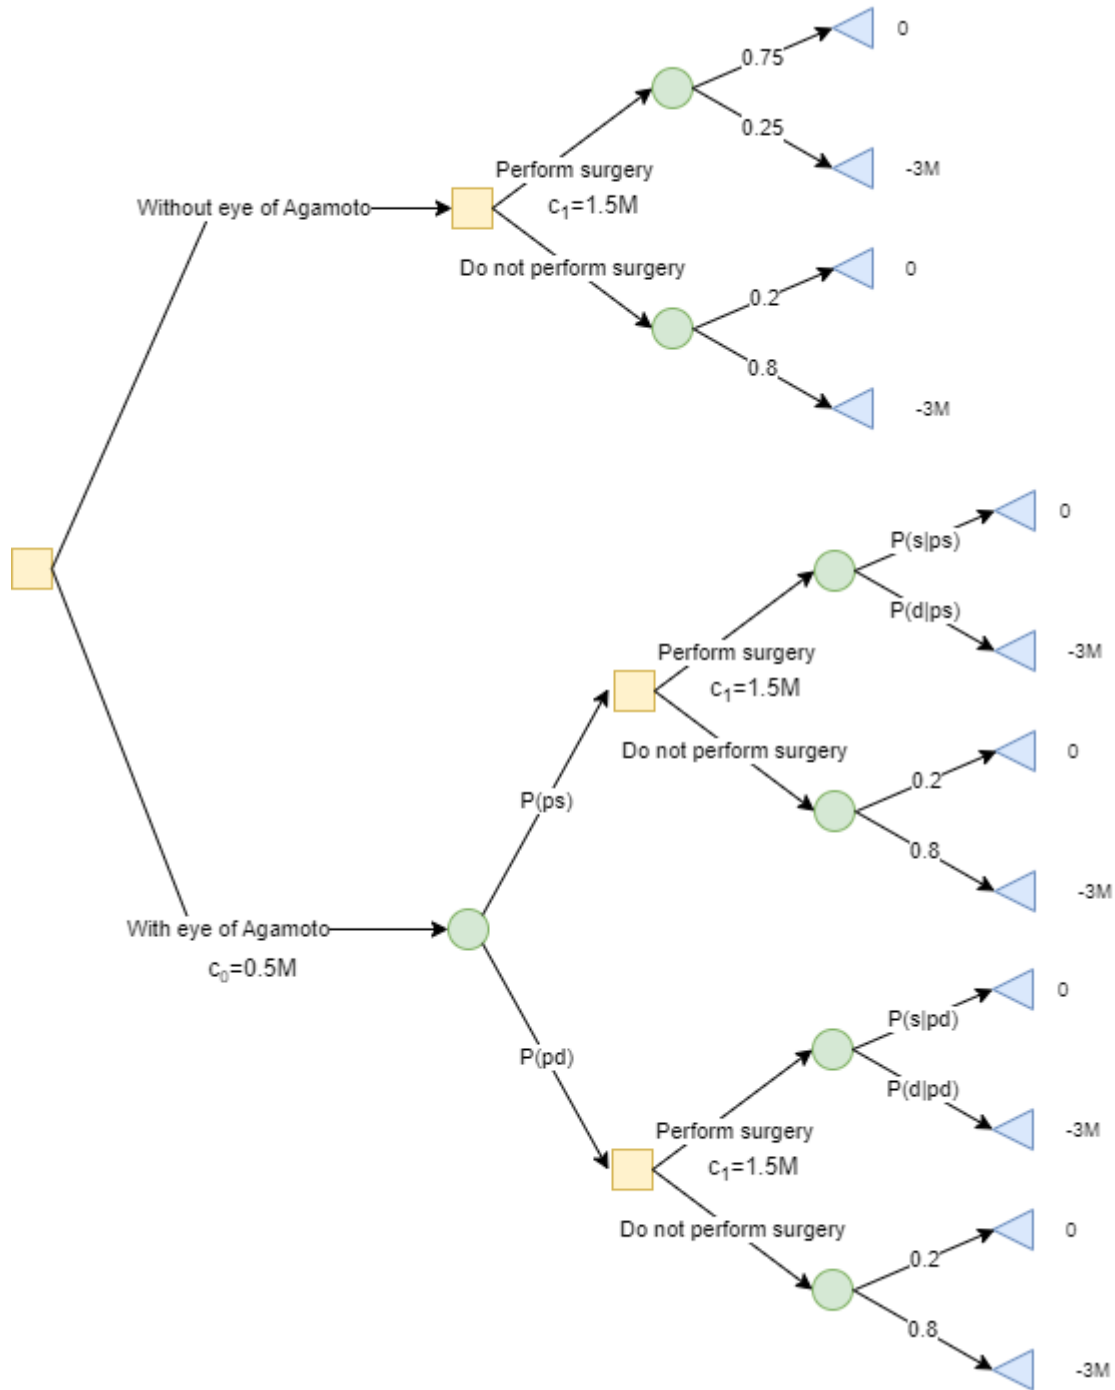 0
0.75
0.25
Perform surgery
-3M
Without eye of Agamoto
c₁=1.5M
Do not perform surgery
0
0.2
0.8
-3M
0
P(s|ps)
P(d|ps)
Perform surgery
-3M
c₁=1.5M
Do not perform surgery
0
0.2
P(ps)
0.8
-3M
With eye of Agamoto
c₀=0.5M
0
P(s|pd)
P(pd)
P(d|pd)
Perform surgery
-3M
c₁=1.5M
Do not perform surgery
0
0.2
0.8
-3M